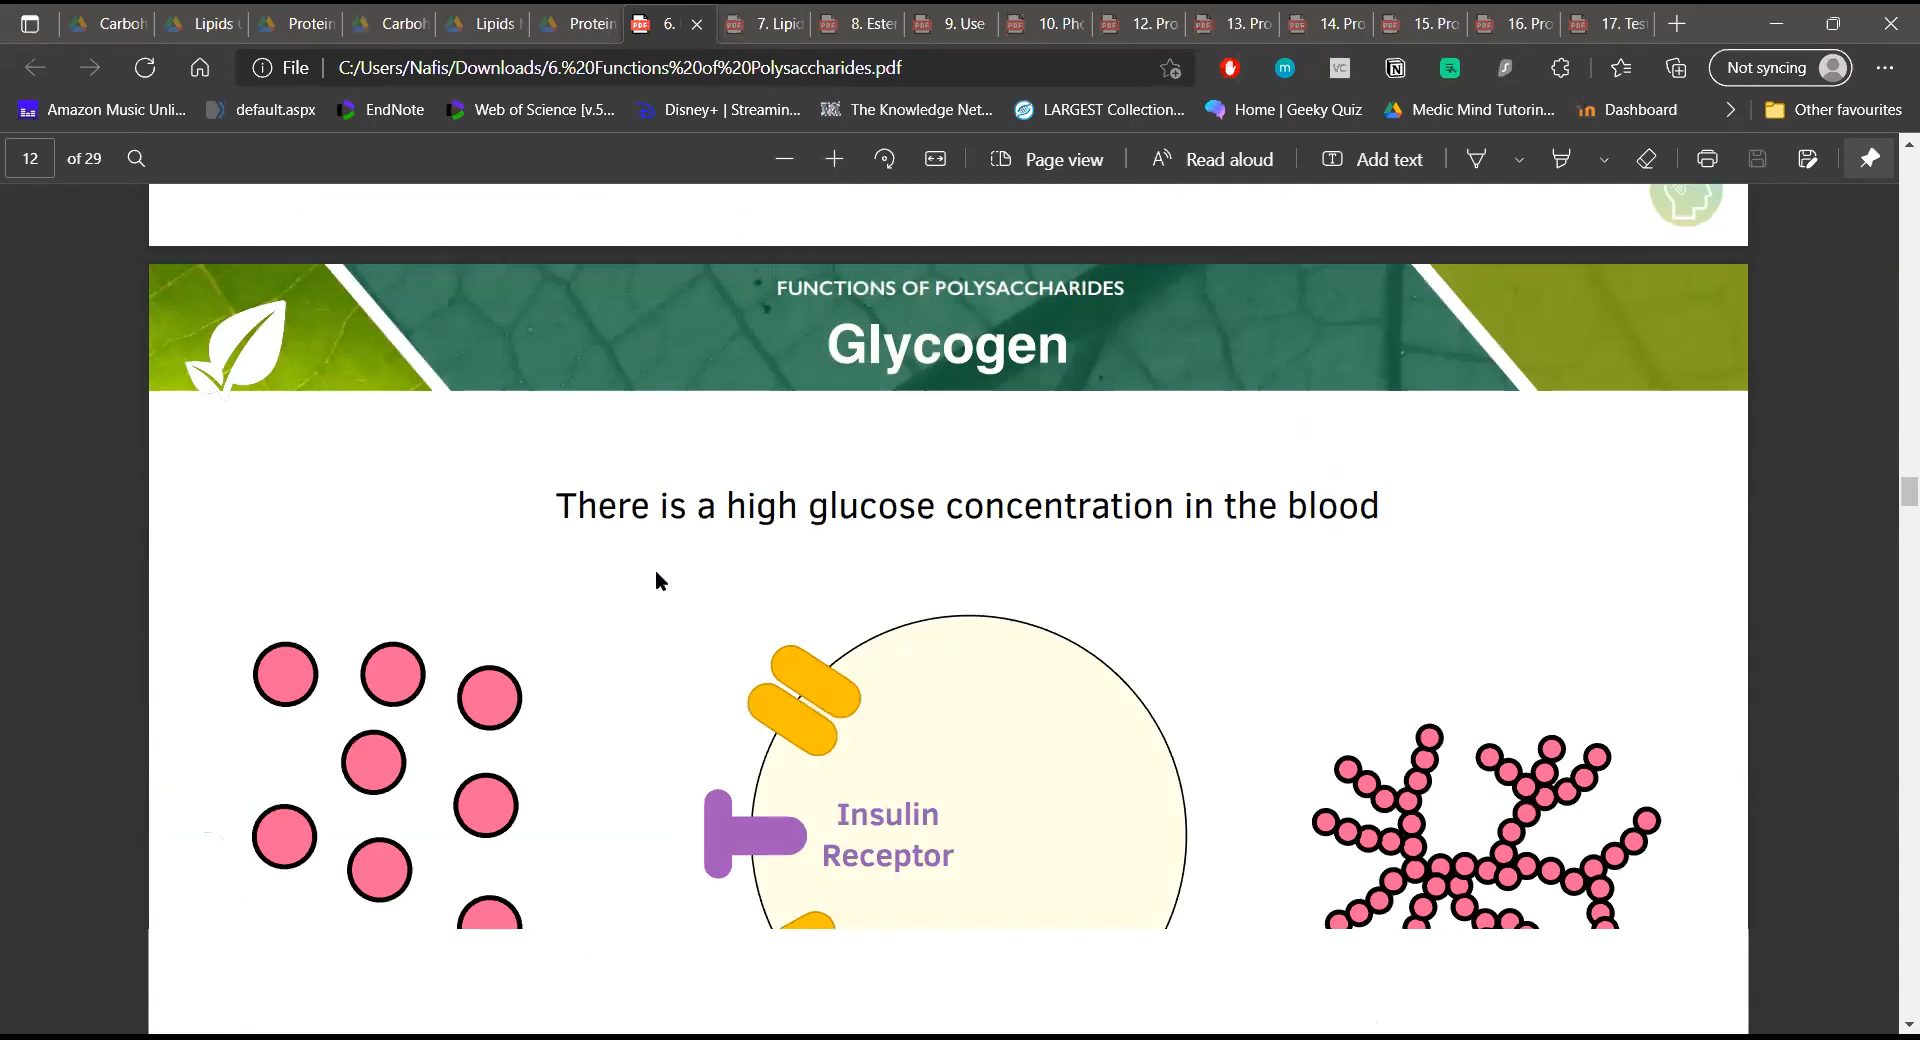 Carboh
Lipids
Protein
Carboh
Lipids
Protein
6.
7. Lipid
8. Ester
9. Use
10. Pho
12. Pro
13. Pro
14. Pro
15. Pro
16. Pro
17. Tes
File
C:/Users/Nafis/Downloads/6.%20Functions%20of%20Polysaccharides.pdf
VC
Not syncing
Amazon Music Unli...
default.aspx
EndNote
Web of Science [v.5...
Disney+ | Streamin...
The Knowledge Net...
LARGEST Collection...
Home | Geeky Quiz
Medic Mind Tutorin...
Dashboard
Other favourites
12 of 29
Page view
Read aloud
Add text
FUNCTIONS OF POLYSACCHARIDES
Glycogen
There is a high glucose concentration in the blood
Insulin
Receptor